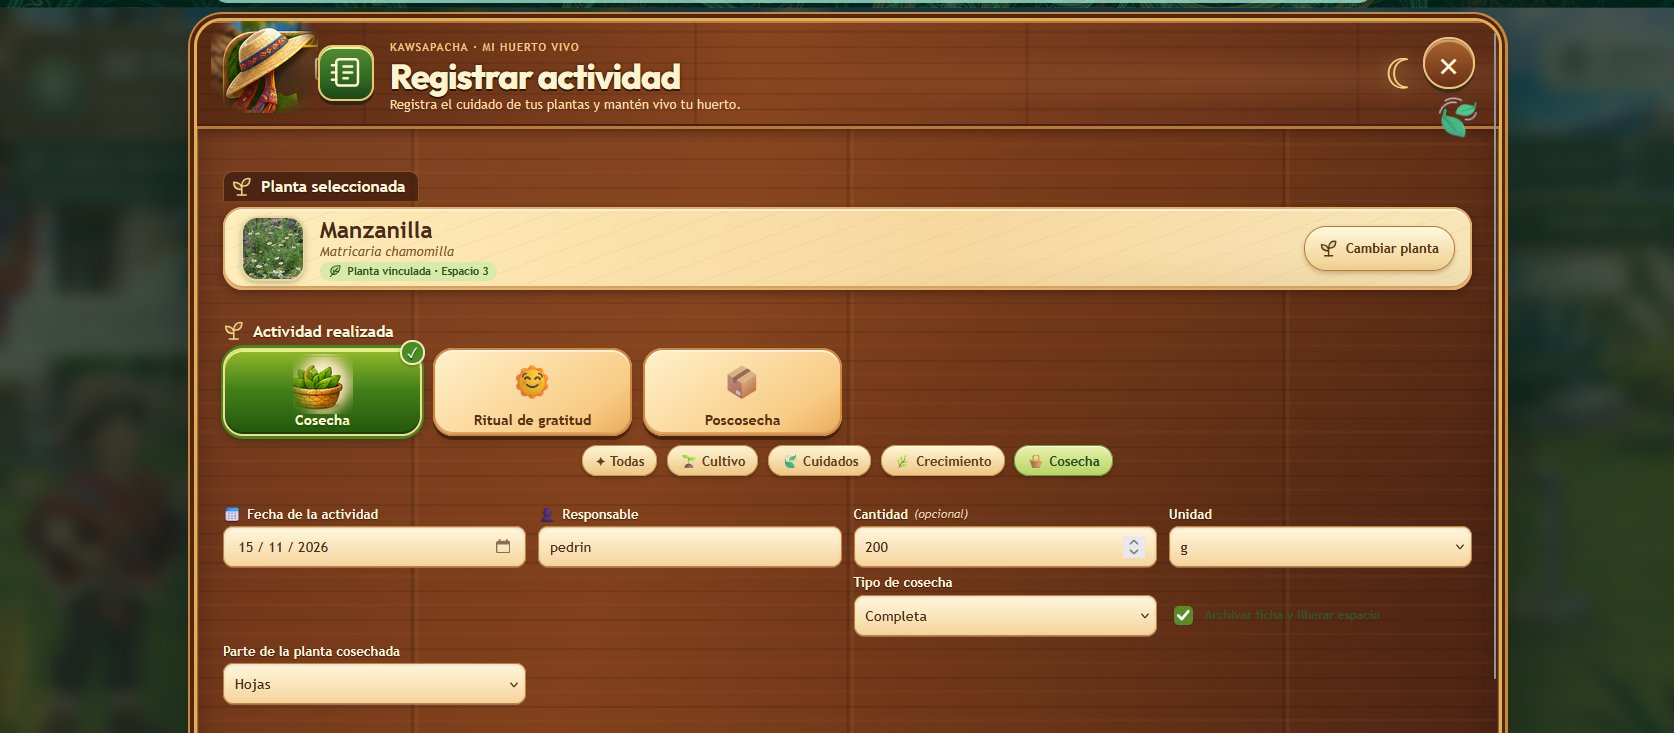 KAWSAPACHA · MI HUERTO VIVO
Registrar actividad
Registra el cuidado de tus plantas y mantén vivo tu huerto.
Planta seleccionada
Manzanilla
Matricaria chamomilla
Planta vinculada · Espacio 3
Cambiar planta
Actividad realizada
Cosecha
Ritual de gratitud
Poscosecha
Todas
Cultivo
Cuidados
Crecimiento
Cosecha
Fecha de la actividad
Responsable
Cantidad (opcional)
Unidad
15 / 11 / 2026
pedrin
200
g
Tipo de cosecha
Completa
Archivar ficha y liberar espacio
Parte de la planta cosechada
Hojas